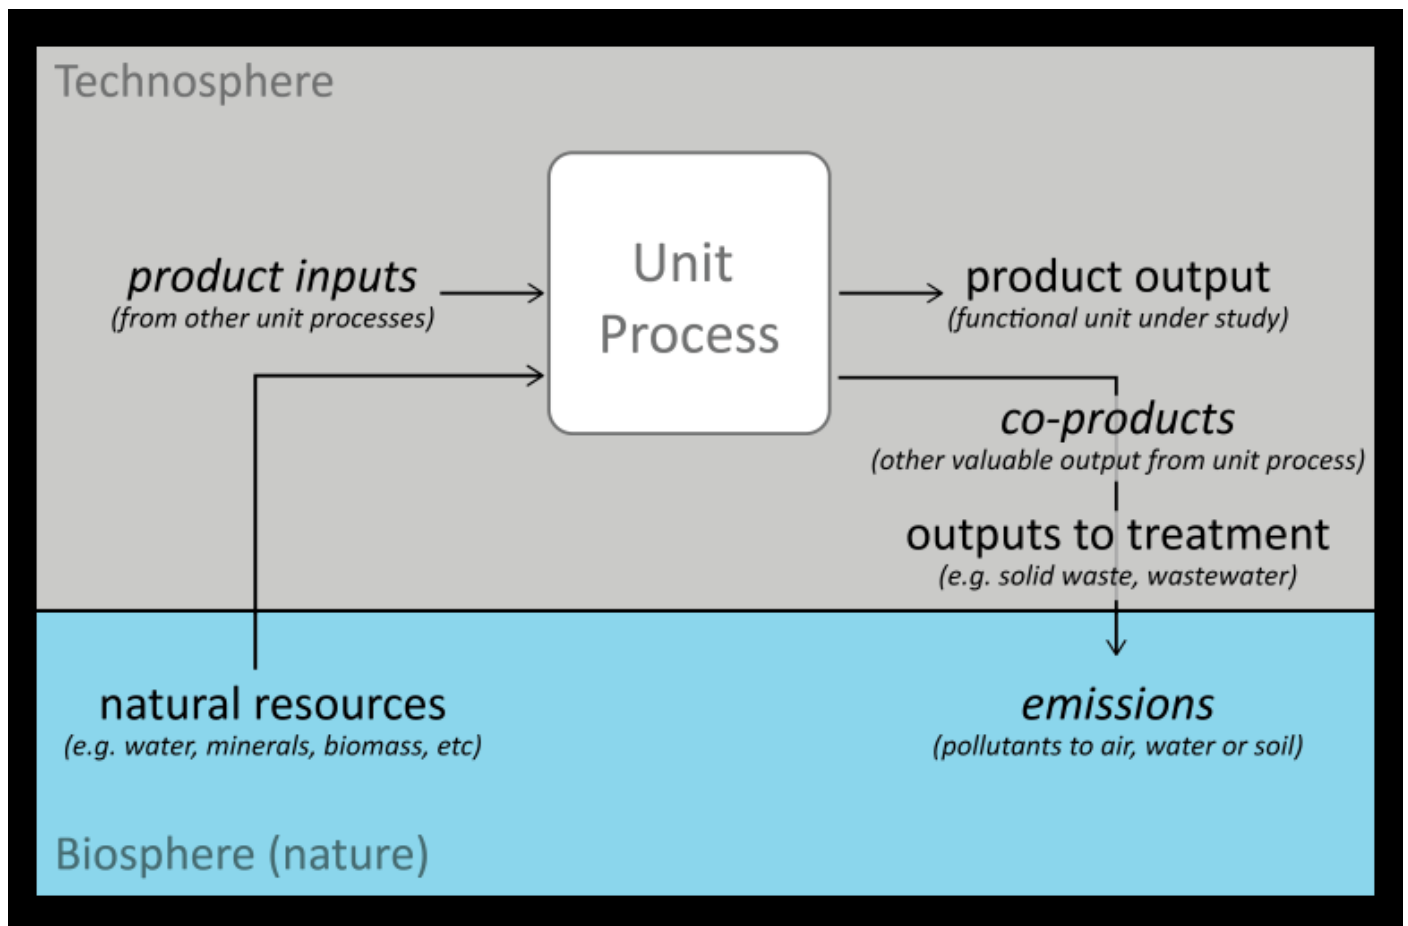 Technosphere
Unit
Process
product inputs
(from other unit processes)
product output
(functional unit under study)
co-products
(other valuable output from unit process)
outputs to treatment
(e.g. solid waste, wastewater)
natural resources
(e.g. water, minerals, biomass, etc)
emissions
(pollutants to air, water or soil)
Biosphere (nature)